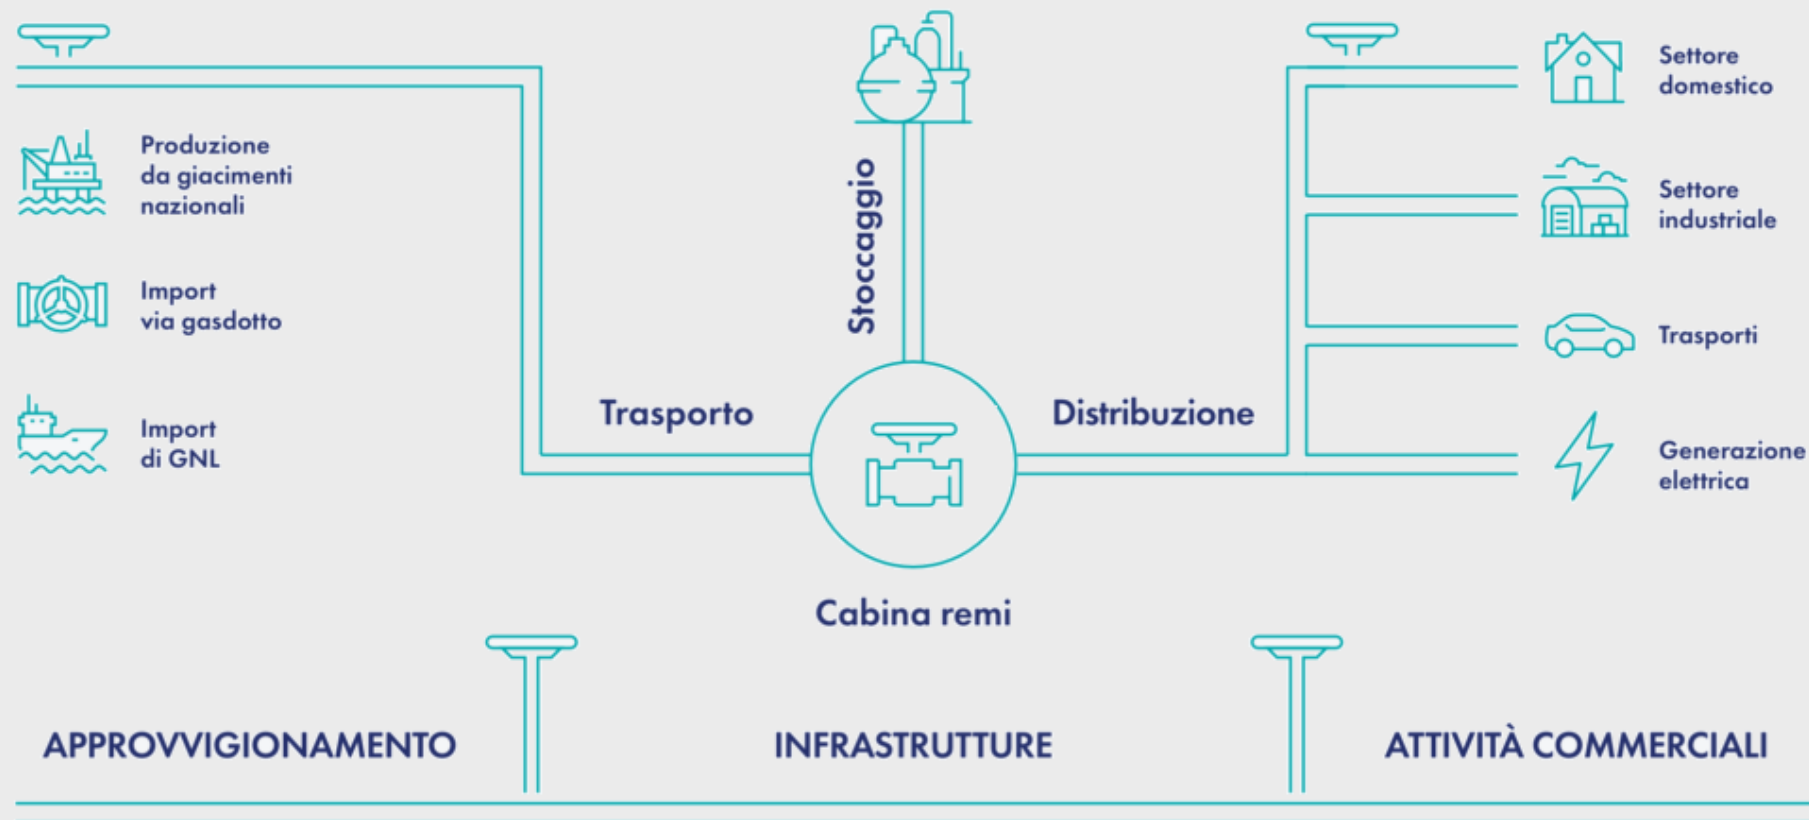 Produzione
da giacimenti
nazionali
Import
via gasdotto
Import
di GNL
Trasporto
Stoccaggio
Distribuzione
Cabina remi
Settore
domestico
Settore
industriale
Trasporti
Generazione
elettrica
APPROVVIGIONAMENTO
INFRASTRUTTURE
ATTIVITÀ COMMERCIALI